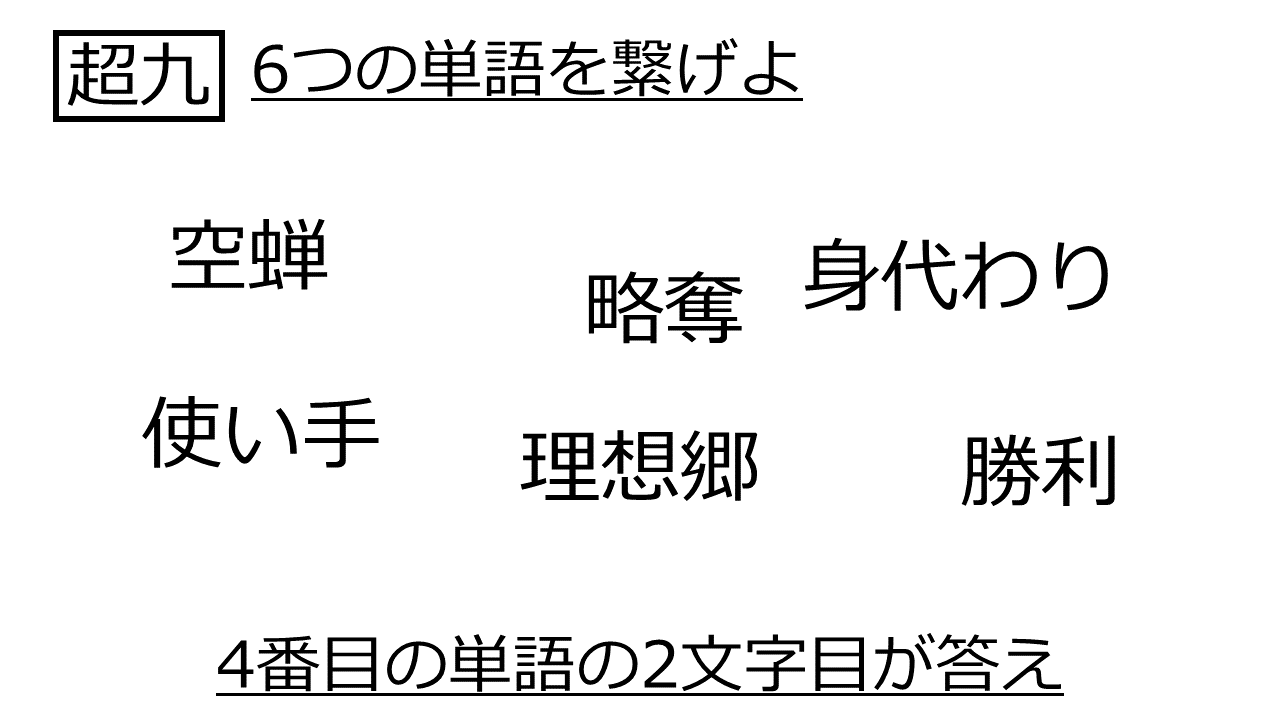 超九 6つの単語を繋げよ
空蝉
略奪
身代わり
使い手
理想郷
勝利
4番目の単語の2文字目が答え